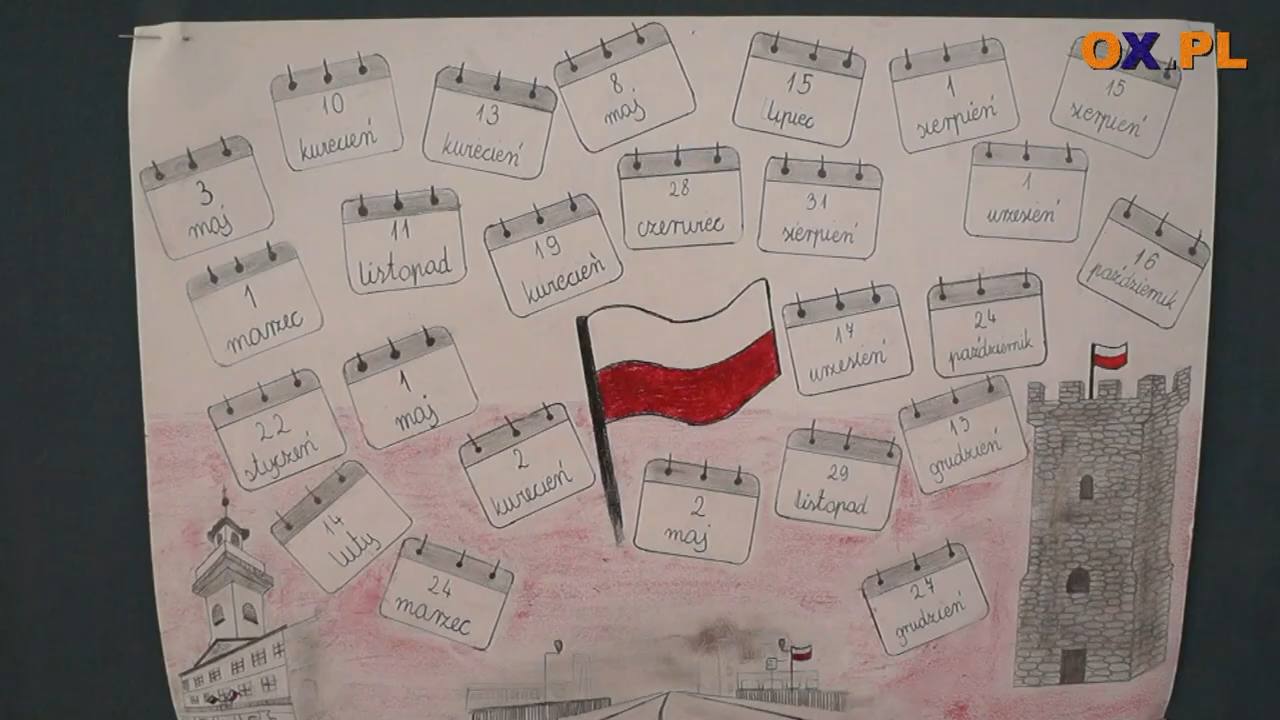 OX.PL
10
kwiecień
13
kwiecień
8
maj
15
lipiec
1
sierpień
15
sierpień
3
maj
11
listopad
19
kwiecień
28
czerwiec
31
sierpień
1
wrzesień
16
październik
1
marzec
17
wrzesień
24
październik
22
styczeń
1
maj
2
kwiecień
2
maj
29
listopad
13
grudzień
14
luty
24
marzec
27
grudzień